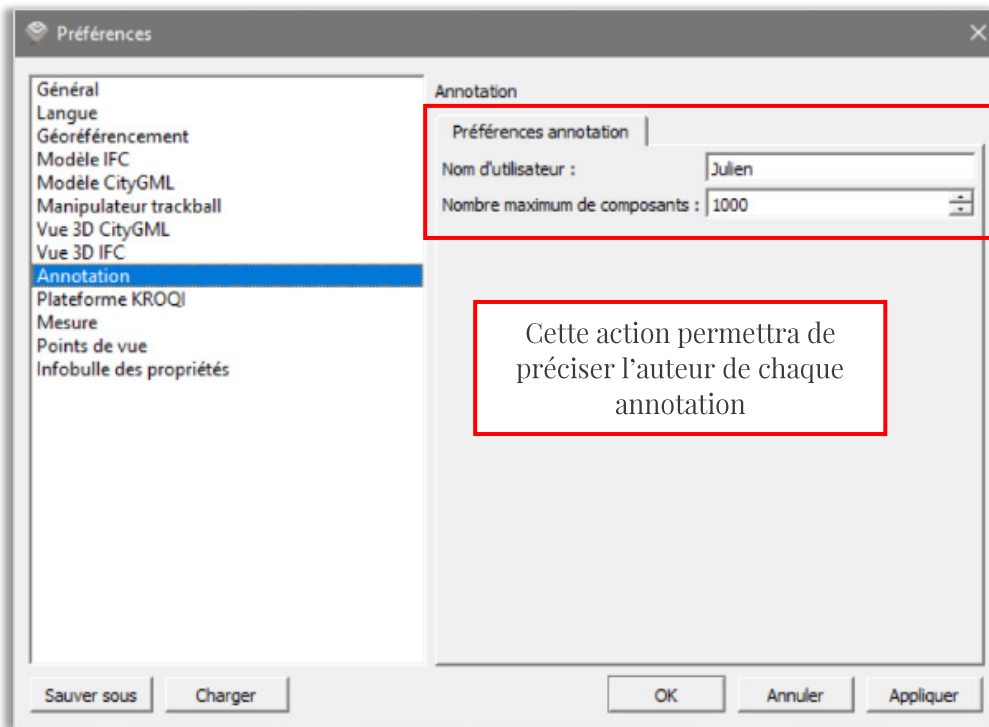 Préférences
Général
Langue
Géoréférencement
Modèle IFC
Modèle CityGML
Manipulateur trackball
Vue 3D CityGML
Vue 3D IFC
Annotation
Plateforme KROQI
Mesure
Points de vue
Infobulle des propriétés
Annotation
Préférences annotation
Nom d'utilisateur : Julien
Nombre maximum de composants : 1000
Cette action permettra de
préciser l’auteur de chaque
annotation
Sauver sous Charger OK Annuler Appliquer